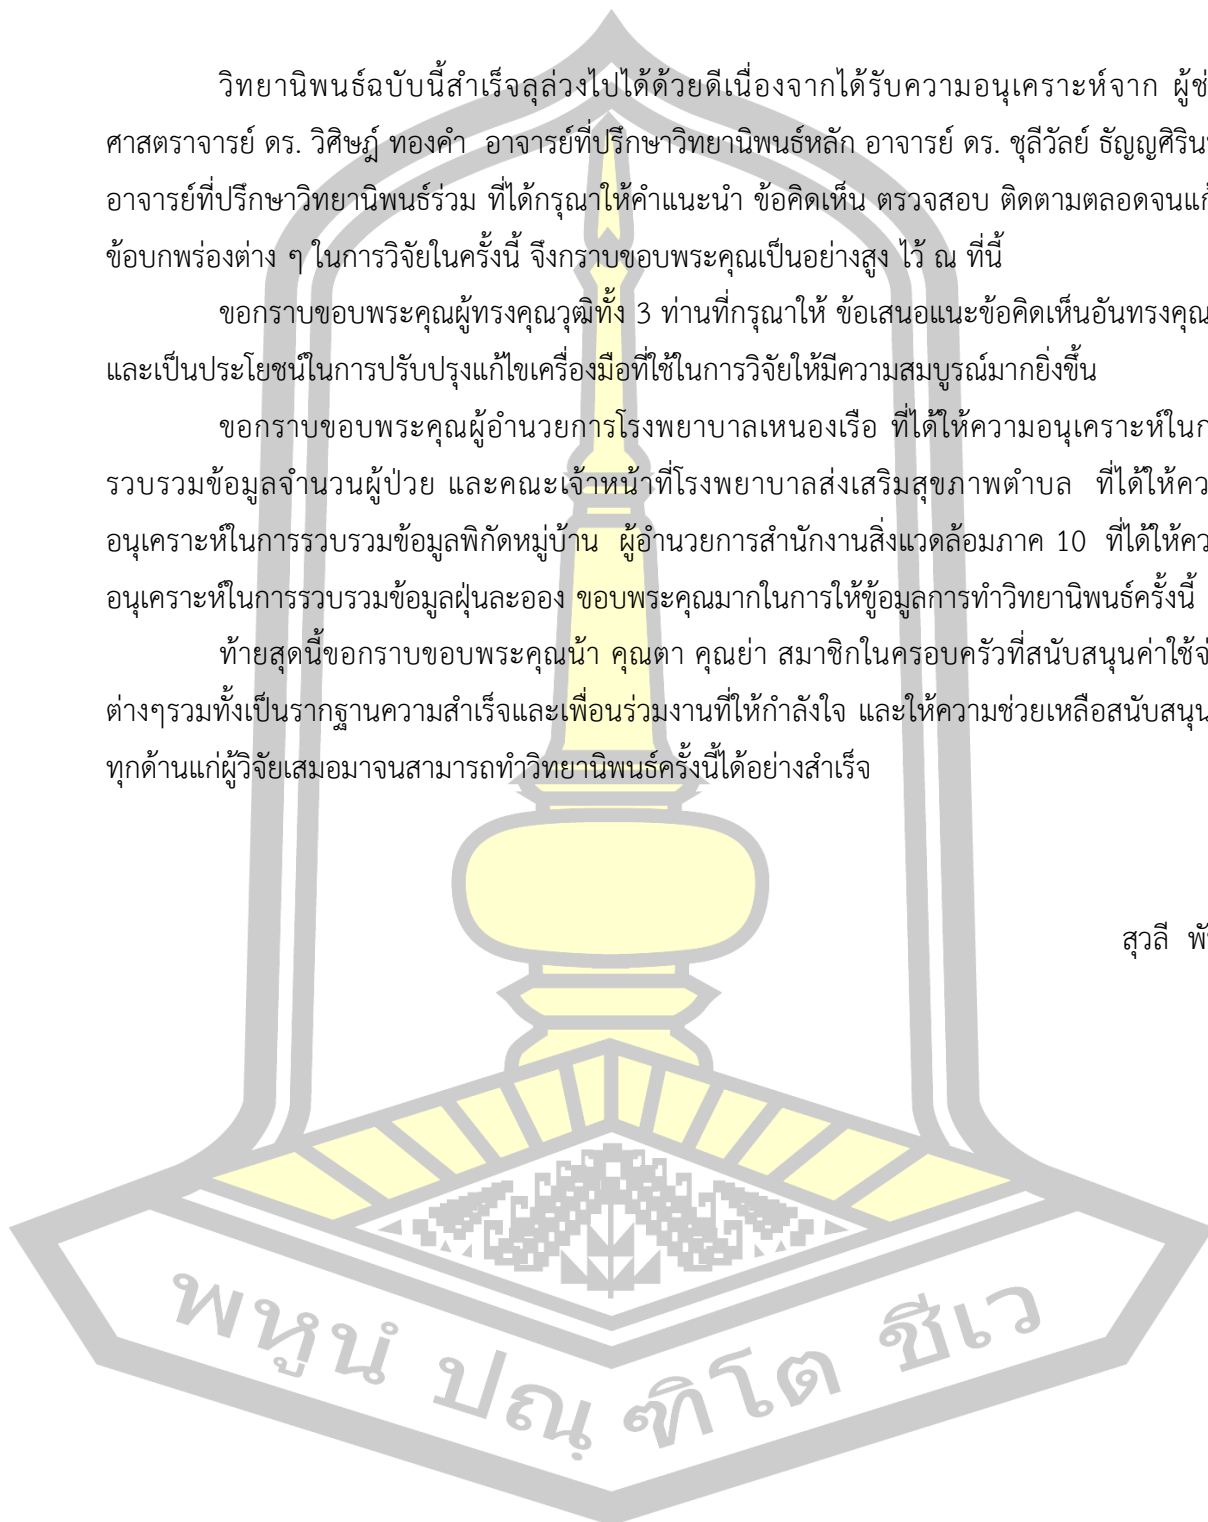 วิทยานิพนธ์ฉบับนี้สำเร็จลุล่วงไปได้ด้วยดีเนื่องจากได้รับความอนุเคราะห์จาก
ศาสตราจารย์ ดร. วิศิษฎ์ ทองคำ อาจารย์ที่ปรึกษาวิทยานิพนธ์หลัก อาจารย์ ดร. ชุลีวัลย์
อาจารย์ที่ปรึกษาวิทยานิพนธ์ร่วม ที่ได้กรุณาให้คำแนะนำ ข้อคิดเห็น ตรวจสอบ ติดตามตลอดจน
ข้อบกพร่องต่าง ๆ ในการวิจัยในครั้งนี้ จึงกราบขอบพระคุณเป็นอย่างสูง ไว้ ณ ที่นี้
ขอกราบขอบพระคุณผู้ทรงคุณวุฒิทั้ง 3 ท่านที่กรุณาให้ ข้อเสนอแนะข้อคิดเห็นอันทรงคุณ
และเป็นประโยชน์ในการปรับปรุงแก้ไขเครื่องมือที่ใช้ในการวิจัยให้มีความสมบูรณ์มากยิ่งขึ้น
ขอกราบขอบพระคุณผู้อำนวยการโรงพยาบาลเหนองเรือ ที่ได้ให้ความอนุเคราะห์ใน
รวบรวมข้อมูลจำนวนผู้ป่วย และคณะเจ้าหน้าที่โรงพยาบาลส่งเสริมสุขภาพตำบล ที่ได้ให้
อนุเคราะห์ในการรวบรวมข้อมูลพิกัดหมู่บ้าน ผู้อำนวยการสำนักงานสิ่งแวดล้อมภาค 10 ที่ได้ให้
อนุเคราะห์ในการรวบรวมข้อมูลฝุ่นละออง ขอบพระคุณมากในการให้ขู้อมูลการทำวิทยานิพนธ์ครั้งนี้
ท้ายสุดนี้ขอกราบขอบพระคุณน้า คุณตา คุณย่า สมาชิกในครอบครัวที่สนับสนุน
ต่างๆรวมทั้งเป็นรากฐานความสำเร็จและเพื่อนร่วมงานที่ให้กำลังใจ และให้ความช่วยเหลือสนับสนุน
ทุกด้านแก่ผู้วิจัยเสมอมาจนสามารถทำวิทยานิพนธ์ครั้งนี้ได้อย่างสำเร็จ
สุวลี
พหูนํ ปณฺฑิโต ชีเว